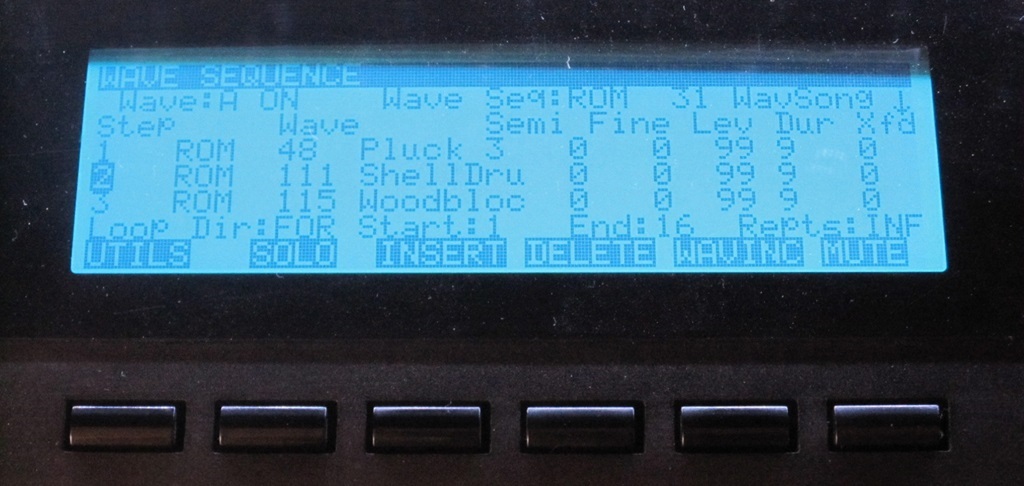 WAVE SEQUENCE
Wave:A ON Wave Seq:ROM 31 WavSong ↓
Step Wave Semi Fine Lev Dur Xfd
1 ROM 48 Pluck 3 0 0 99 9 0
2 ROM 111 ShellDru 0 0 99 9 0
3 ROM 115 Woodbloc 0 0 99 9 0
Loop Dir:FOR Start:1 End:16 Repts:INF
UTILS SOLO INSERT DELETE WAVINC MUTE